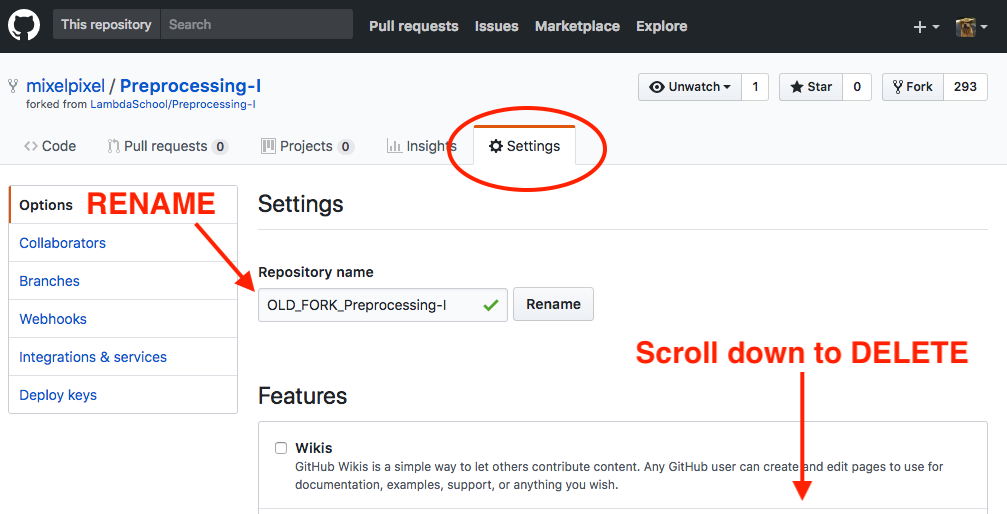 This repository Search Pull requests Issues Marketplace Explore
mixelpixel / Preprocessing-I
forked from LambdaSchool/Preprocessing-I
Unwatch 1 Star 0 Fork 293
Code Pull requests 0 Projects 0 Insights Settings
Options
RENAME
Collaborators
Branches
Webhooks
Integrations & services
Deploy keys
Settings
Repository name
OLD_FORK_Preprocessing-I Rename
Scroll down to DELETE
Features
Wikis
GitHub Wikis is a simple way to let others contribute content. Any GitHub user can create and edit pages to use for
documentation, examples, support, or anything you wish.